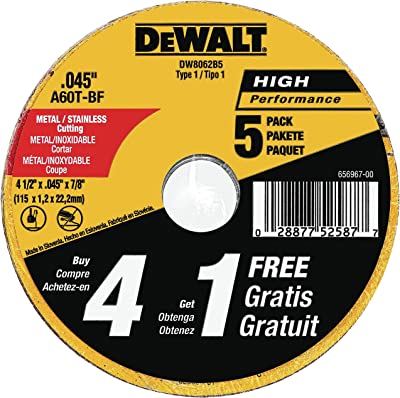 DEWALT
DW8062B5
Type 1 / Tipo 1
.045"
A60T-BF
HIGH
Performance
METAL / STAINLESS
Cutting
METAL/INOXIDABLE
Cortar
MÉTAL/INOXYDABLE
Coupe
5 PACK
PAKETE
PAQUET
4 1/2" x .045" x 7/8"
(115 x 1,2 x 22,2mm)
656967-00
Made in Slovenia. Hecho en Eslovenia. Fabriqué en Slovénie.
0 28877 52587 7
Buy
Compre
Achetez-en
4
Get
Obtenga
Obtenez
1
FREE
Gratis
Gratuit